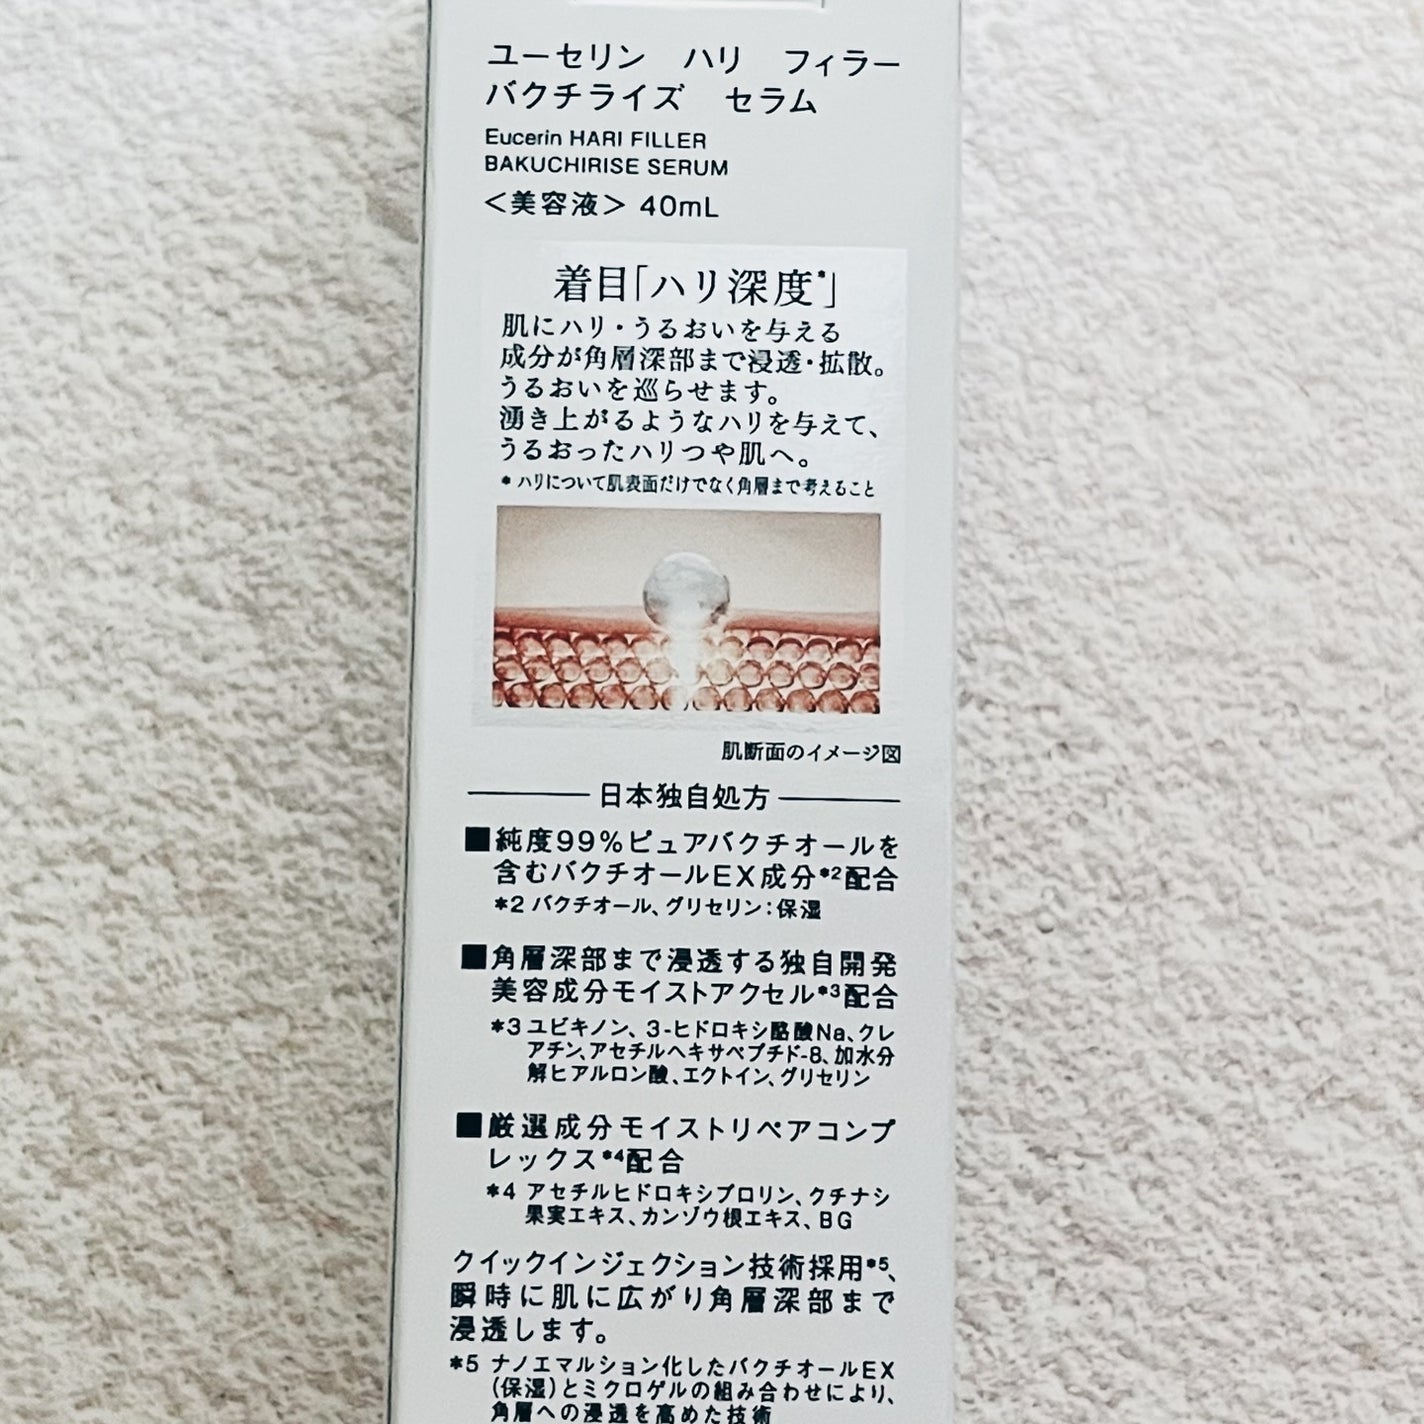 ユーセリン　ハリ　フィラー
バクチライズ　セラム
Eucerin HARI FILLER
BAKUCHIRISE SERUM
＜美容液＞ 40mL
着目「ハリ深度*」
肌にハリ・うるおいを与える
成分が角層深部まで浸透・拡散。
うるおいを巡らせます。
湧き上がるようなハリを与えて、
うるおったハリつや肌へ。
* ハリについて肌表面だけでなく角層まで考えること
肌断面のイメージ図
日本独自処方
■純度99%ピュアバクチオールを
含むバクチオールEX成分*2配合
*2 バクチオール、グリセリン：保湿
■角層深部まで浸透する独自開発
美容成分モイストアクセル*3配合
*3 ユビキノン、3-ヒドロキシ酪酸Na、クレ
アチン、アセチルヘキサペプチド-8、加水分
解ヒアルロン酸、エクトイン、グリセリン
■厳選成分モイストリペアコンプ
レックス*4配合
*4 アセチルヒドロキシプロリン、クチナシ
果実エキス、カンゾウ根エキス、BG
クイックインジェクション技術採用*5、
瞬時に肌に広がり角層深部まで
浸透します。
*5 ナノエマルション化したバクチオールEX
(保湿)とミクロゲルの組み合わせにより、
角層への浸透を高めた技術